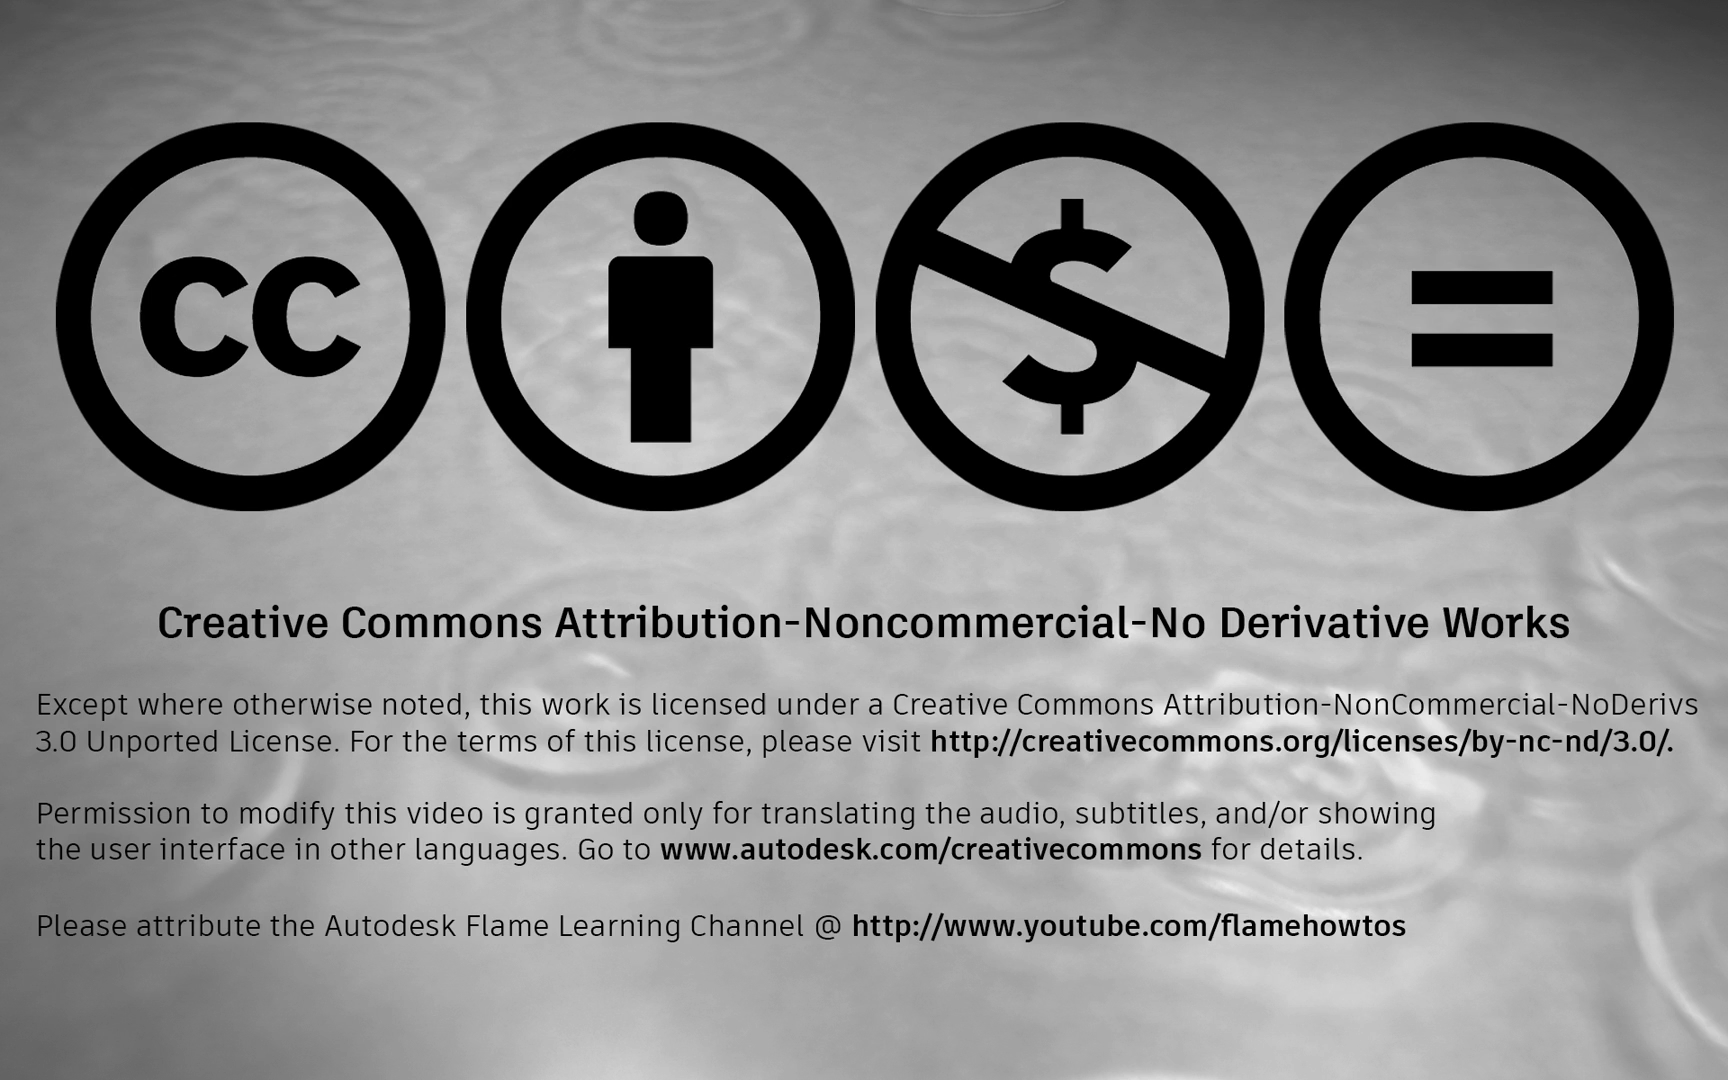 cc
$
=
Creative Commons Attribution-Noncommercial-No Derivative Works
Except where otherwise noted, this work is licensed under a Creative Commons Attribution-NonCommercial-NoDerivs
3.0 Unported License. For the terms of this license, please visit http://creativecommons.org/licenses/by-nc-nd/3.0/.
Permission to modify this video is granted only for translating the audio, subtitles, and/or showing
the user interface in other languages. Go to www.autodesk.com/creativecommons for details.
Please attribute the Autodesk Flame Learning Channel @ http://www.youtube.com/flamehowtos